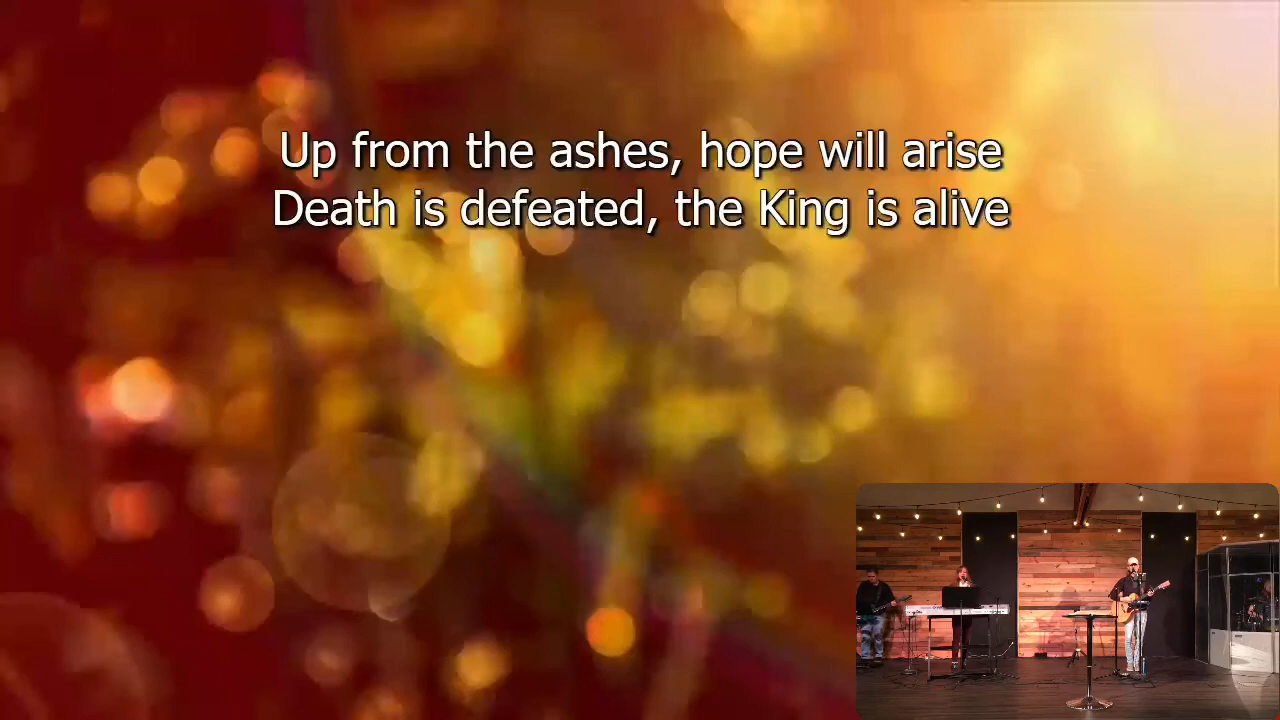 Up from the ashes, hope will arise
Death is defeated, the King is alive